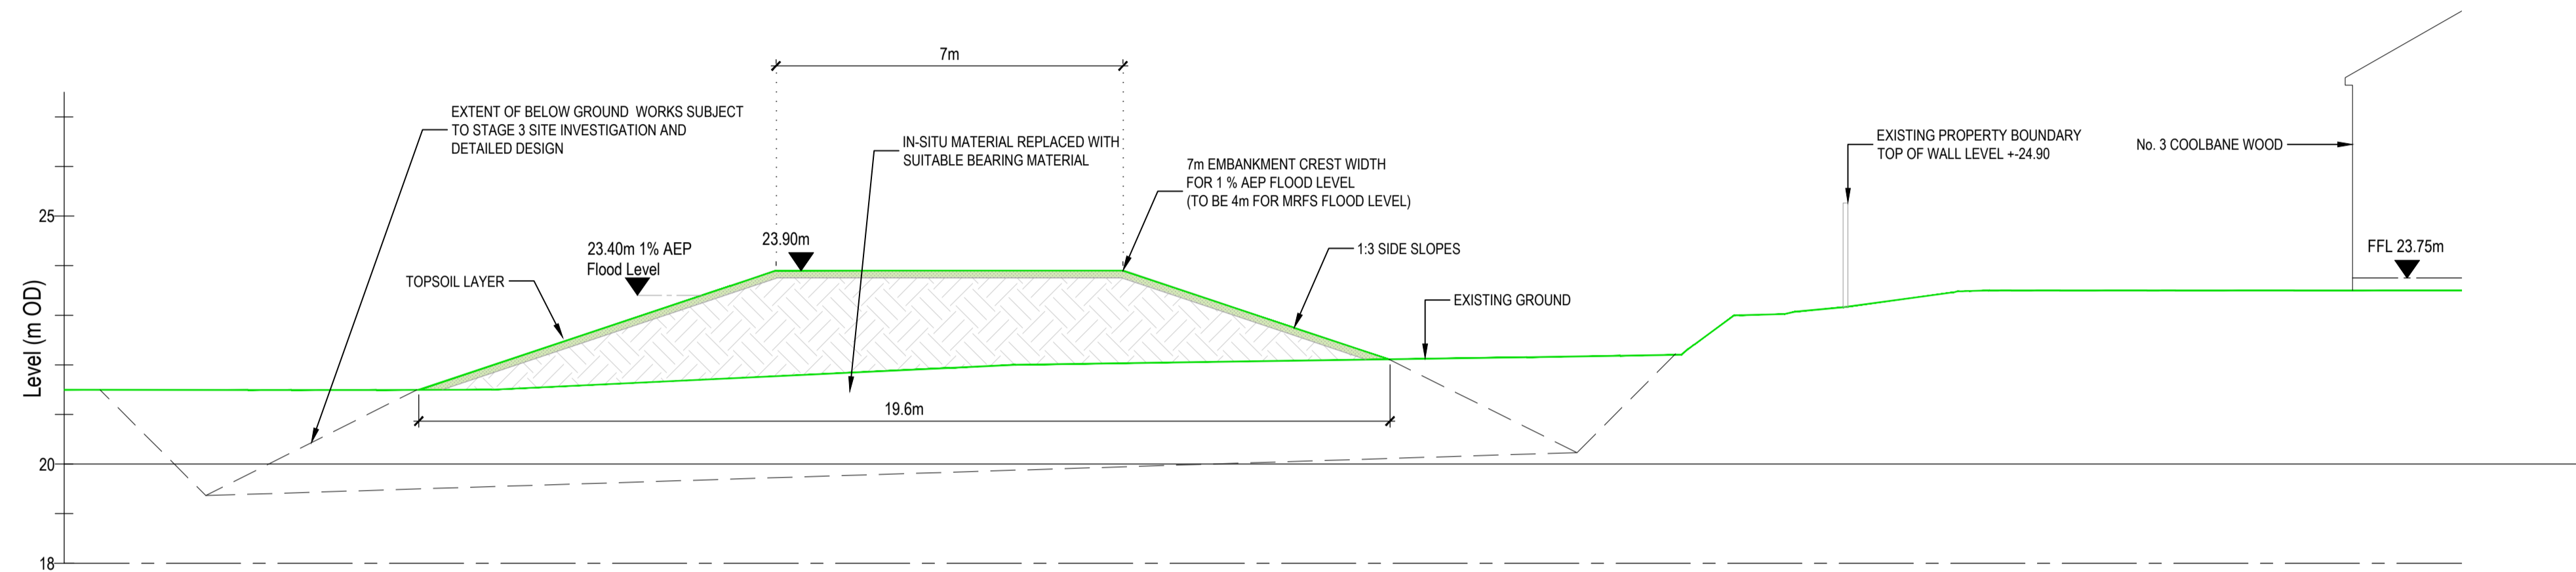 7m
EXTENT OF BELOW GROUND WORKS SUBJECT
TO STAGE 3 SITE INVESTIGATION AND
DETAILED DESIGN
IN-SITU MATERIAL REPLACED WITH
SUITABLE BEARING MATERIAL
7m EMBANKMENT CREST WIDTH
FOR 1 % AEP FLOOD LEVEL
(TO BE 4m FOR MRFS FLOOD LEVEL)
EXISTING PROPERTY BOUNDARY
TOP OF WALL LEVEL +-24.90
No. 3 COOLBANE WOOD
25
23.40m 1% AEP
Flood Level
23.90m
1:3 SIDE SLOPES
FFL 23.75m
TOPSOIL LAYER
EXISTING GROUND
Level (m OD)
19.6m
20
18